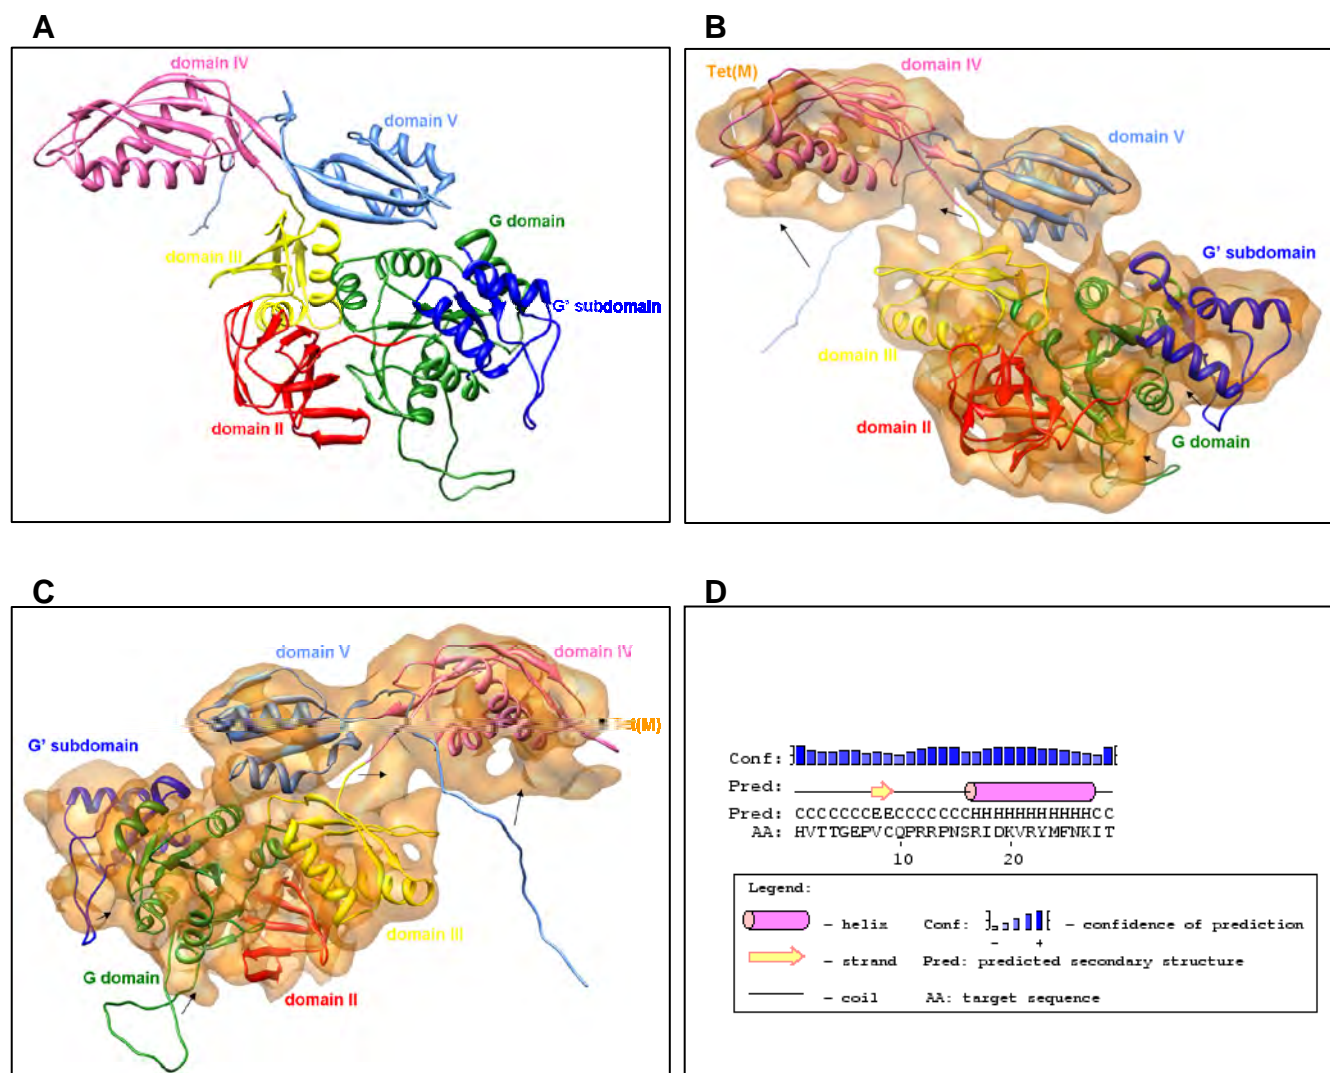 A
domain IV
domain V
G domain
domain III
G' subdomain
domain II
B
Tet(M)
domain IV
domain V
G' subdomain
domain III
domain II
G domain
C
domain V
domain IV
G' subdomain
domain III
G domain
domain II
D
Conf:
Pred:
Pred: CCCCCCCEECCCCCCCHHHHHHHHHHHCC
AA: HVTTGEPVCQPRRPNSRIDKVRYMFNKIT
10 20
Legend:
– helix Conf: – confidence of prediction
- +
– strand Pred: predicted secondary structure
– coil AA: target sequence